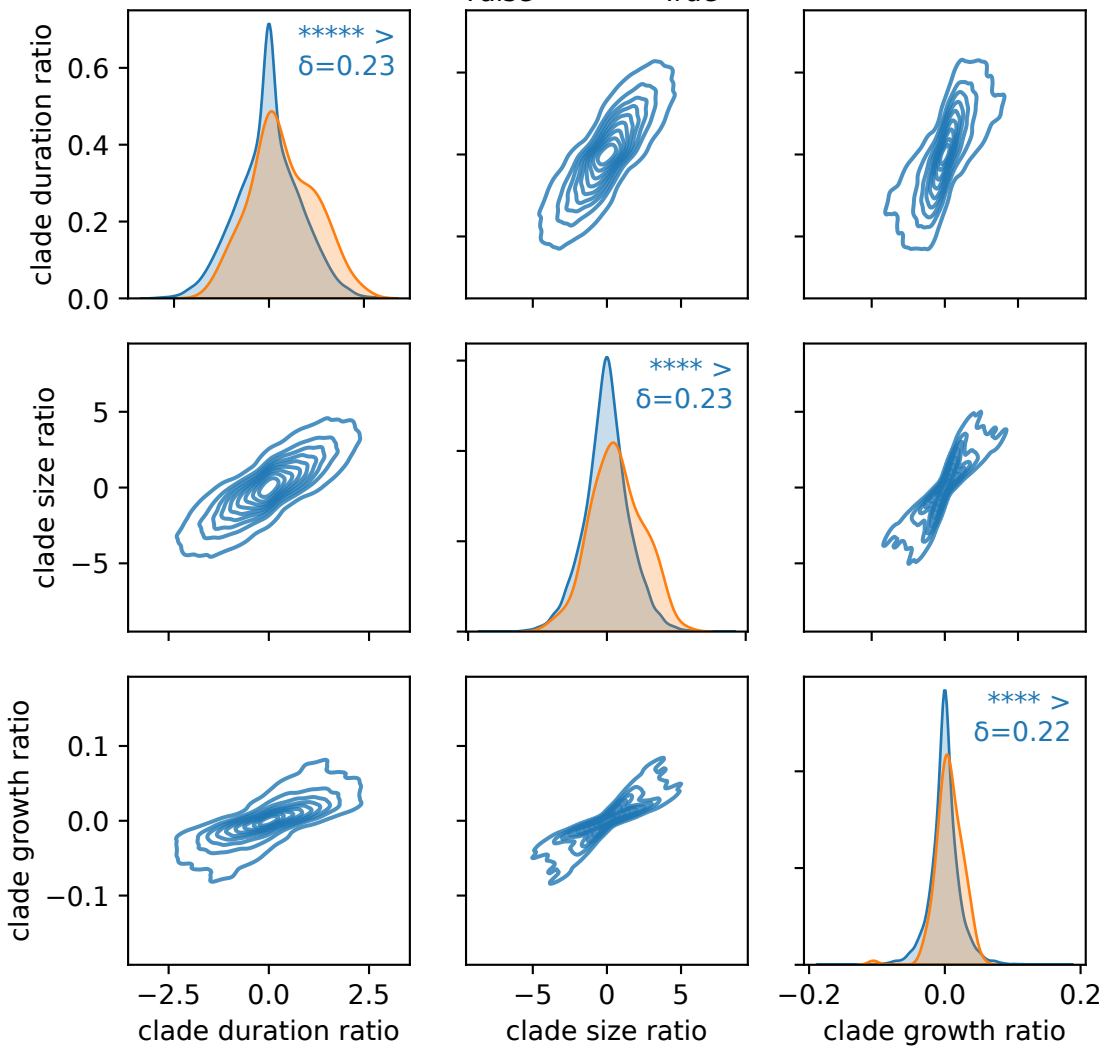 ***** >
δ=0.23
clade duration ratio
0.6
0.4
0.2
0.0
**** >
δ=0.23
clade size ratio
5
0
−5
**** >
δ=0.22
clade growth ratio
0.1
0.0
−0.1
−2.5 0.0 2.5
−5 0 5
−0.2 0.0 0.2
clade duration ratio
clade size ratio
clade growth ratio